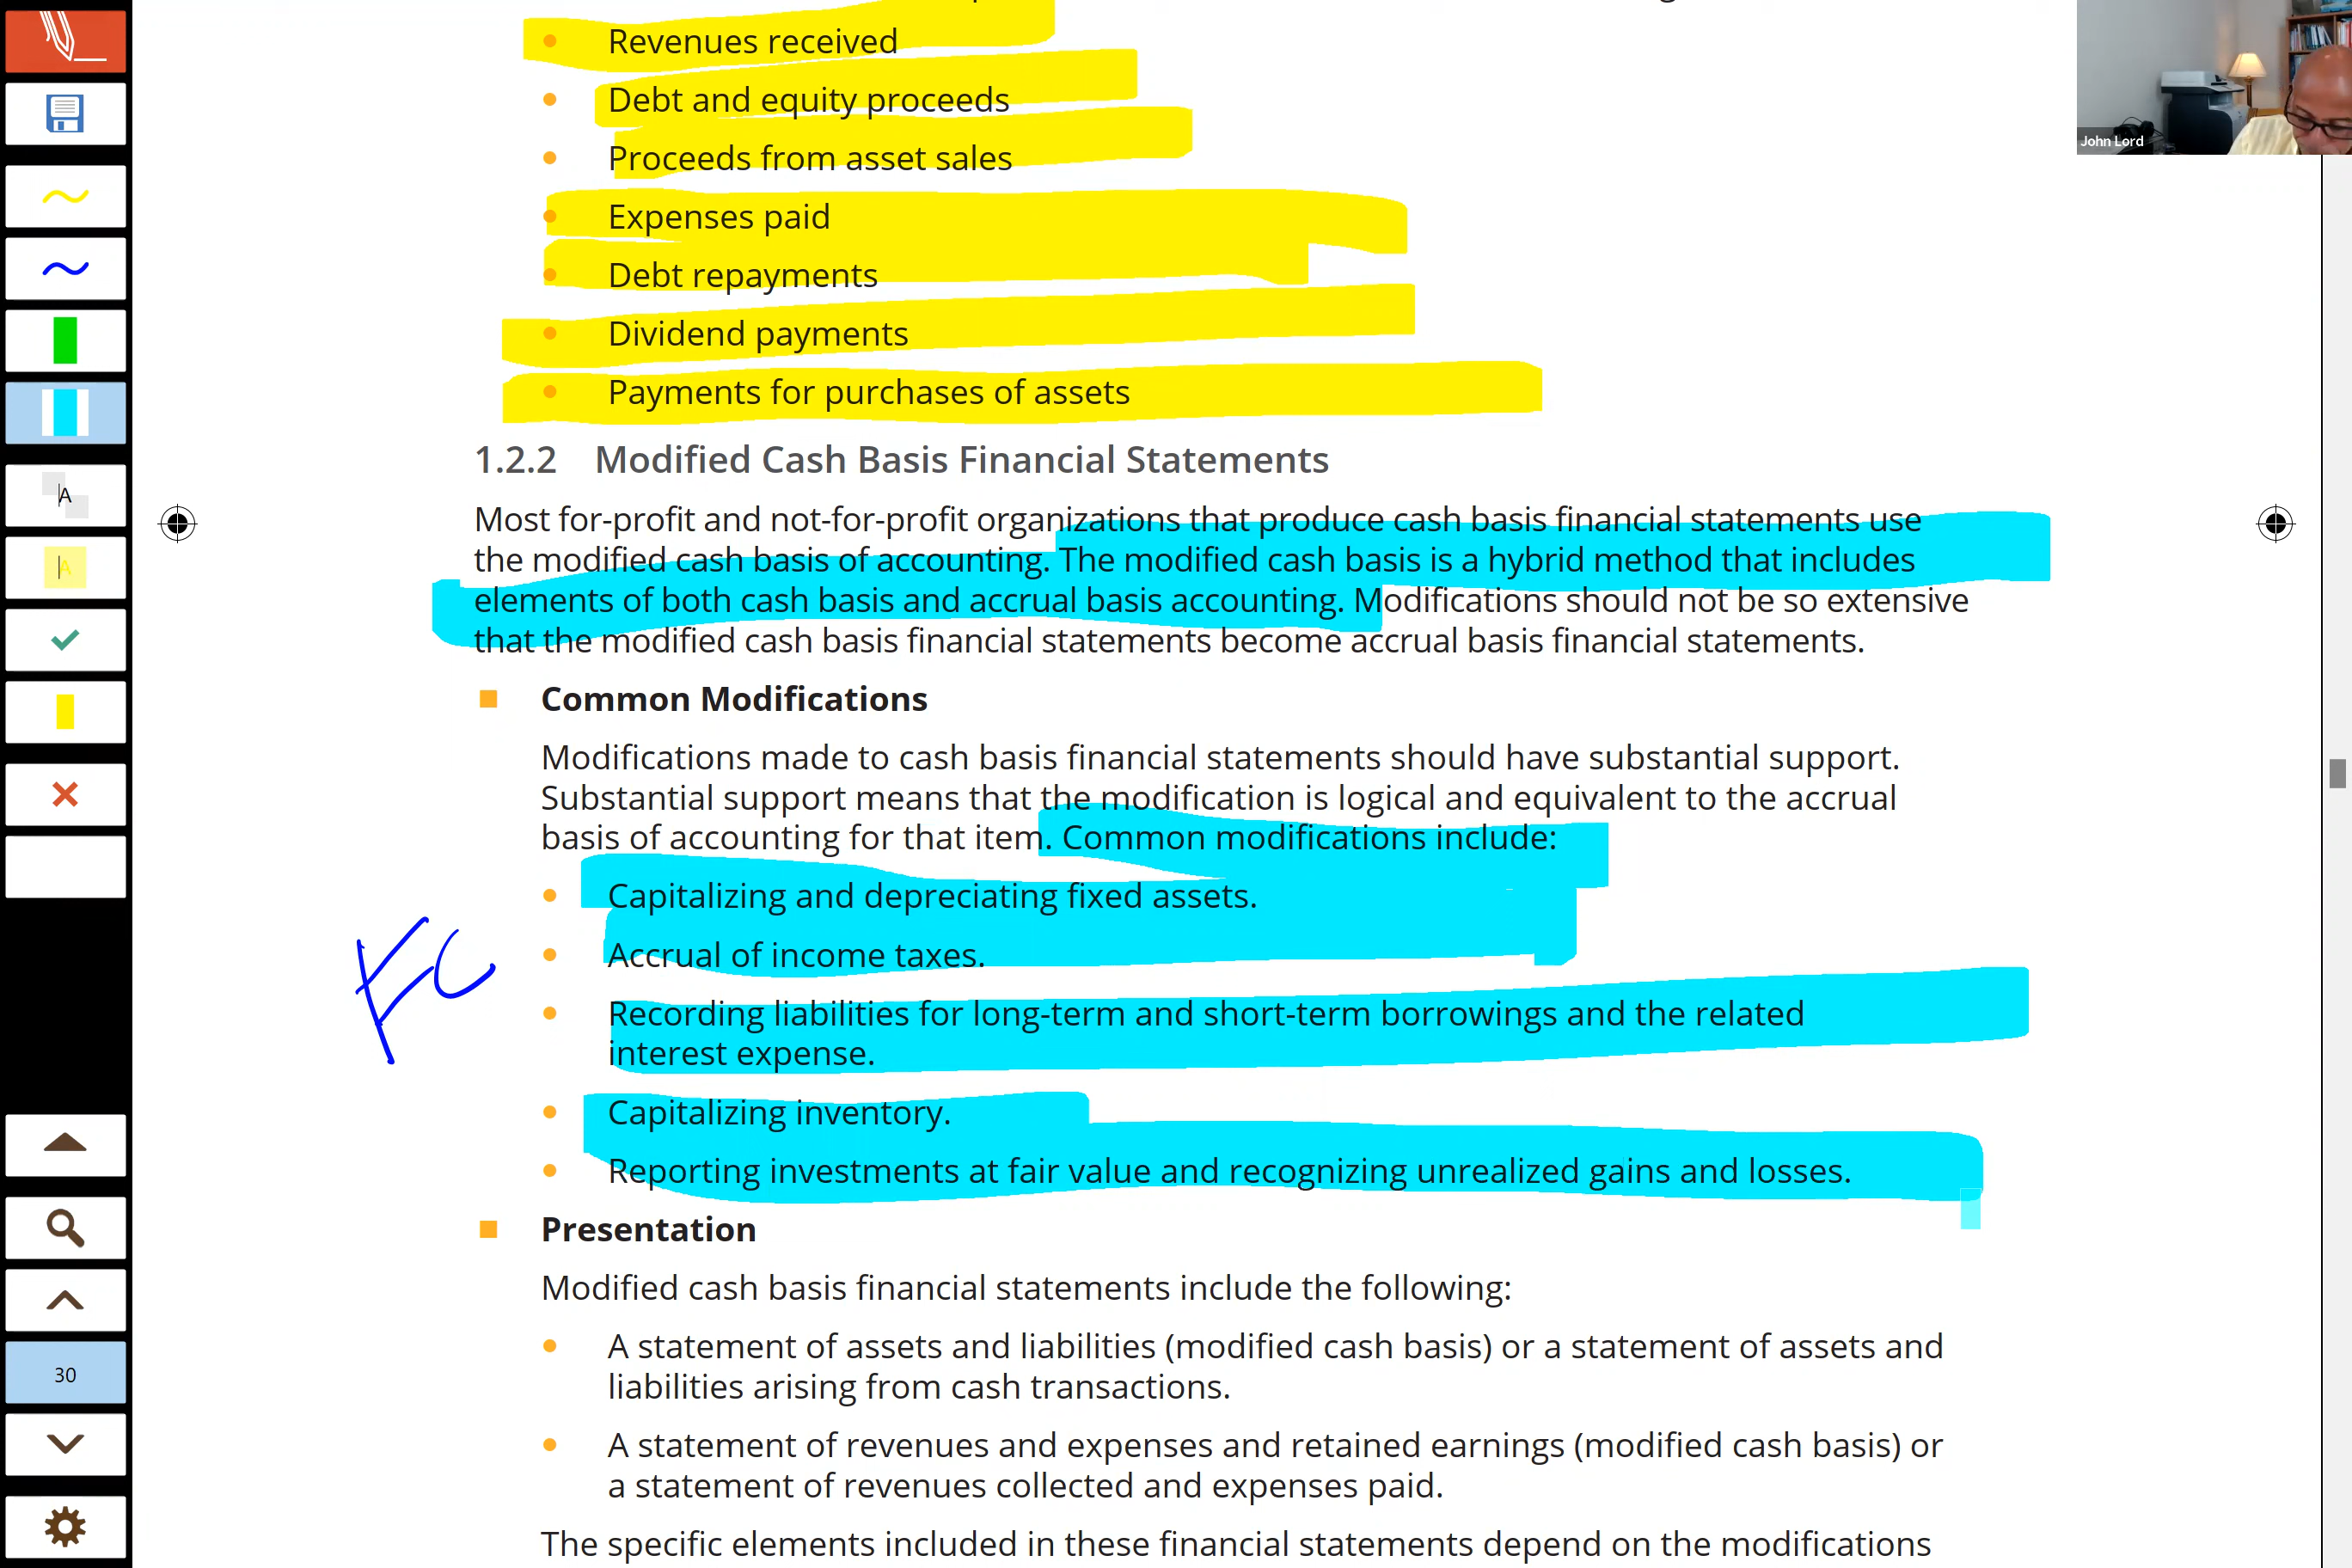 Revenues received
Debt and equity proceeds
Proceeds from asset sales
Expenses paid
Debt repayments
Dividend payments
Payments for purchases of assets
1.2.2 Modified Cash Basis Financial Statements
Most for-profit and not-for-profit organizations that produce cash basis financial statements use
the modified cash basis of accounting. The modified cash basis is a hybrid method that includes
elements of both cash basis and accrual basis accounting. Modifications should not be so extensive
that the modified cash basis financial statements become accrual basis financial statements.
Common Modifications
Modifications made to cash basis financial statements should have substantial support.
Substantial support means that the modification is logical and equivalent to the accrual
basis of accounting for that item. Common modifications include:
Capitalizing and depreciating fixed assets.
Accrual of income taxes.
FC
Recording liabilities for long-term and short-term borrowings and the related
interest expense.
Capitalizing inventory.
Reporting investments at fair value and recognizing unrealized gains and losses.
Presentation
Modified cash basis financial statements include the following:
A statement of assets and liabilities (modified cash basis) or a statement of assets and
liabilities arising from cash transactions.
A statement of revenues and expenses and retained earnings (modified cash basis) or
a statement of revenues collected and expenses paid.
The specific elements included in these financial statements depend on the modifications
John Lord
A
A
30